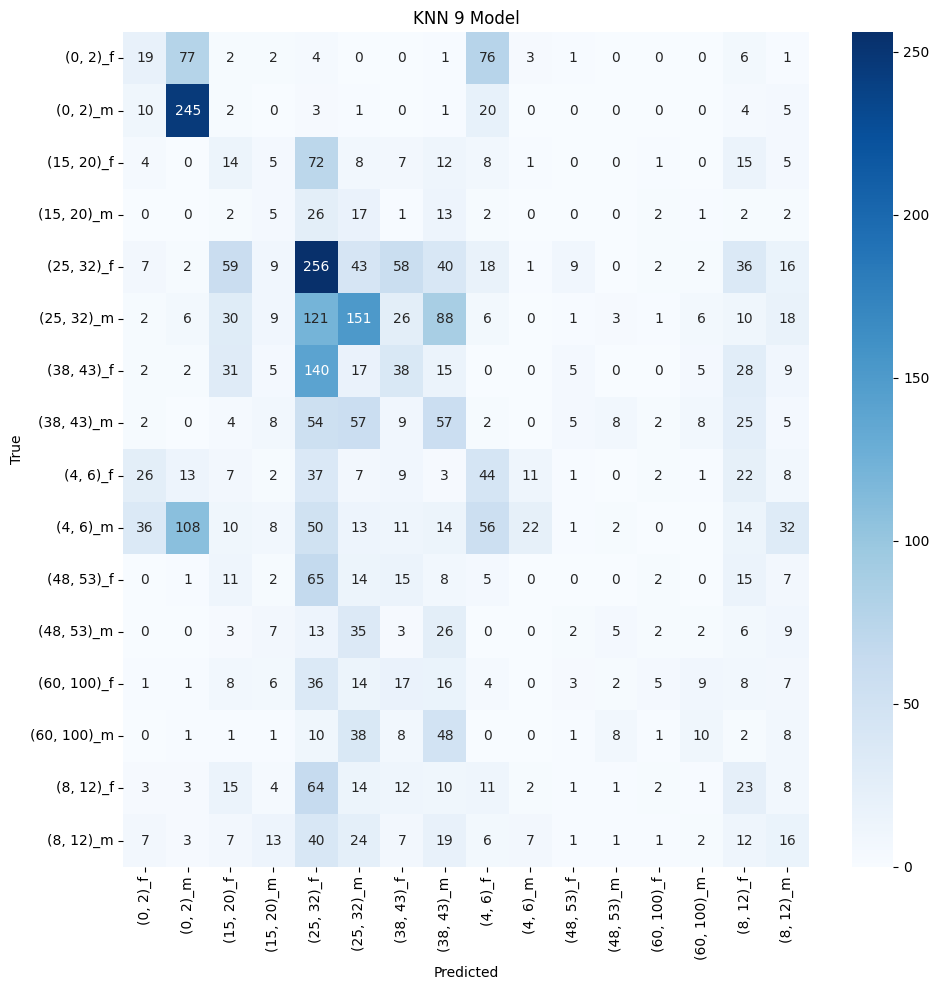 KNN 9 Model
(0, 2)_f 19 77 2 2 4 0 0 1 76 3 1 0 0 0 6 1
(0, 2)_m 10 245 2 0 3 1 0 1 20 0 0 0 0 0 4 5
(15, 20)_f 4 0 14 5 72 8 7 12 8 1 0 0 1 0 15 5
(15, 20)_m 0 0 2 5 26 17 1 13 2 0 0 0 2 1 2 2
(25, 32)_f 7 2 59 9 256 43 58 40 18 1 9 0 2 2 36 16
(25, 32)_m 2 6 30 9 121 151 26 88 6 0 1 3 1 6 10 18
(38, 43)_f 2 2 31 5 140 17 38 15 0 0 5 0 0 5 28 9
(38, 43)_m 2 0 4 8 54 57 9 57 2 0 5 8 2 8 25 5
(4, 6)_f 26 13 7 2 37 7 9 3 44 11 1 0 2 1 22 8
(4, 6)_m 36 108 10 8 50 13 11 14 56 22 1 2 0 0 14 32
(48, 53)_f 0 1 11 2 65 14 15 8 5 0 0 0 2 0 15 7
(48, 53)_m 0 0 3 7 13 35 3 26 0 0 2 5 2 2 6 9
(60, 100)_f 1 1 8 6 36 14 17 16 4 0 3 2 5 9 8 7
(60, 100)_m 0 1 1 1 10 38 8 48 0 0 1 8 1 10 2 8
(8, 12)_f 3 3 15 4 64 14 12 10 11 2 1 1 2 1 23 8
(8, 12)_m 7 3 7 13 40 24 7 19 6 7 1 1 1 2 12 16
(0, 2)_f (0, 2)_m (15, 20)_f (15, 20)_m (25, 32)_f (25, 32)_m (38, 43)_f (38, 43)_m (4, 6)_f (4, 6)_m (48, 53)_f (48, 53)_m (60, 100)_f (60, 100)_m (8, 12)_f (8, 12)_m
Predicted
True
250
200
150
100
50
0